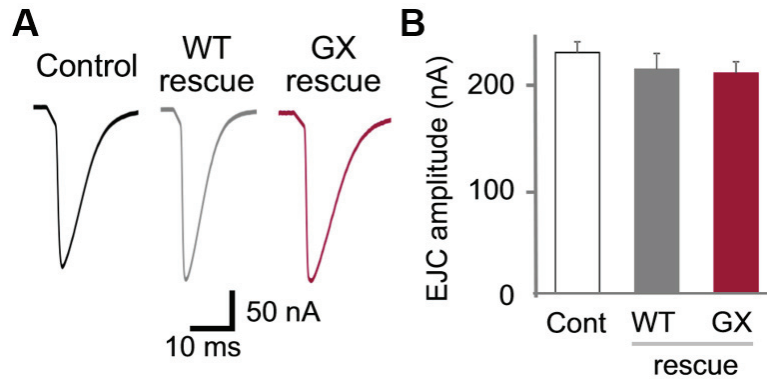 A
Control
WT
rescue
GX
rescue
50 nA
10 ms
B
EJC amplitude (nA)
200
100
0
Cont
WT
GX
rescue